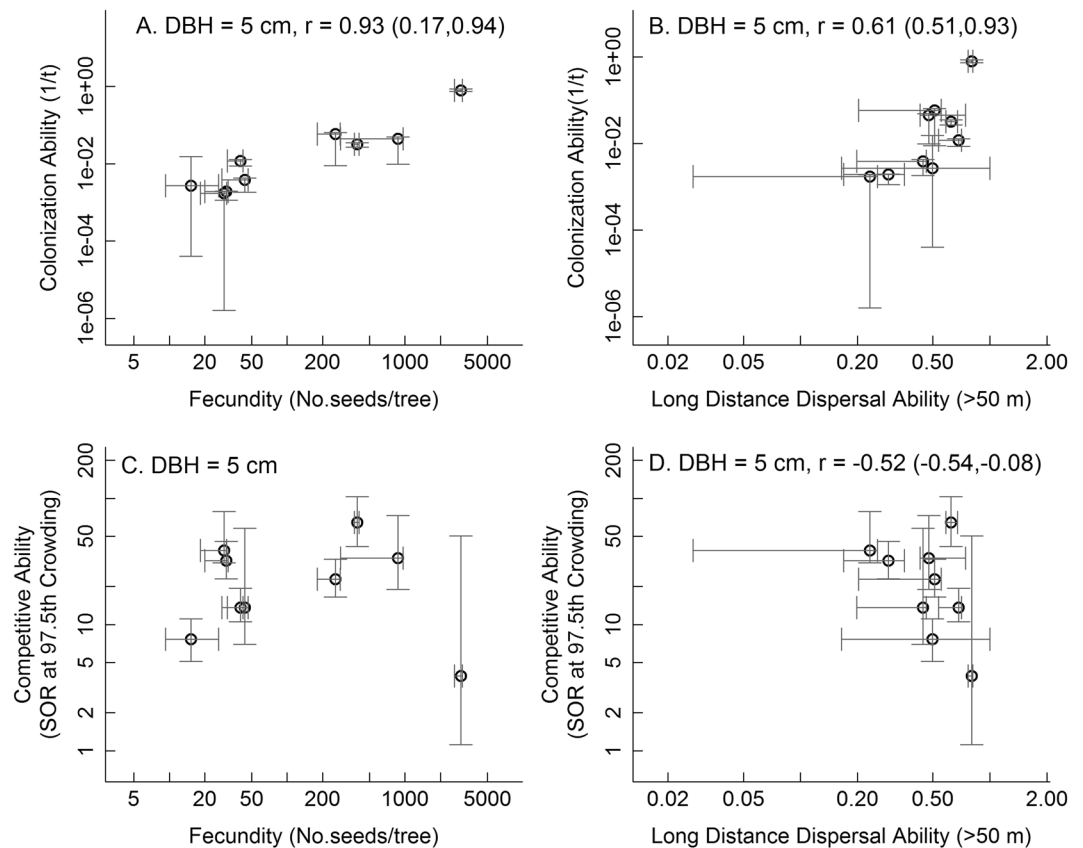 A. DBH = 5 cm, r = 0.93 (0.17,0.94)
Colonization Ability (1/t)
1e+00
1e-02
1e-04
1e-06
5 20 50 200 1000 5000
Fecundity (No.seeds/tree)
B. DBH = 5 cm, r = 0.61 (0.51,0.93)
Colonization Ability(1/t)
1e+00
1e-02
1e-04
1e-06
0.02 0.05 0.20 0.50 2.00
Long Distance Dispersal Ability (>50 m)
C. DBH = 5 cm
Competitive Ability
(SOR at 97.5th Crowding)
200
50
20
10
5
2
1
5 20 50 200 1000 5000
Fecundity (No.seeds/tree)
D. DBH = 5 cm, r = -0.52 (-0.54,-0.08)
Competitive Ability
(SOR at 97.5th Crowding)
200
50
20
10
5
2
1
0.02 0.05 0.20 0.50 2.00
Long Distance Dispersal Ability (>50 m)